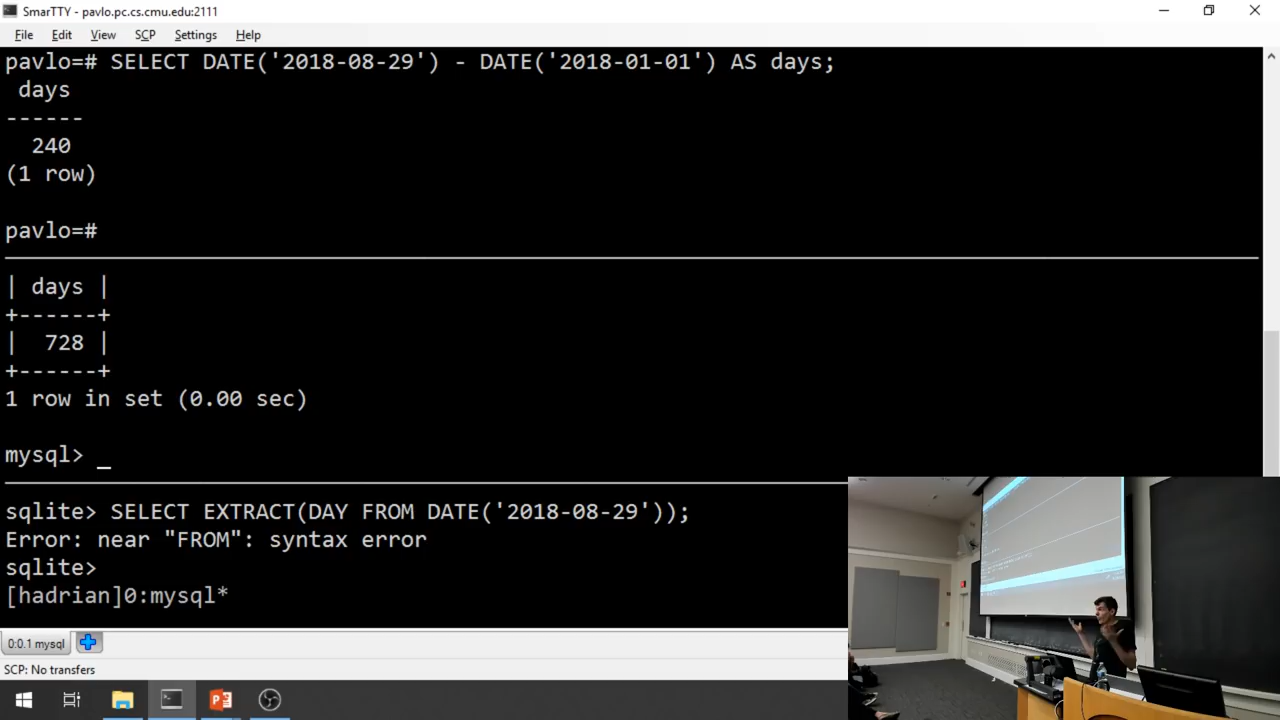 SmarTTY - pavlo.pc.cs.cmu.edu:2111
File Edit View SCP Settings Help
pavlo=# SELECT DATE('2018-08-29') - DATE('2018-01-01') AS days;
days
------
240
(1 row)
pavlo=#
| days |
+------+
| 728 |
+------+
1 row in set (0.00 sec)
mysql> _
sqlite> SELECT EXTRACT(DAY FROM DATE('2018-08-29'));
Error: near "FROM": syntax error
sqlite>
[hadrian]0:mysql*
0:0.1 mysql
SCP: No transfers